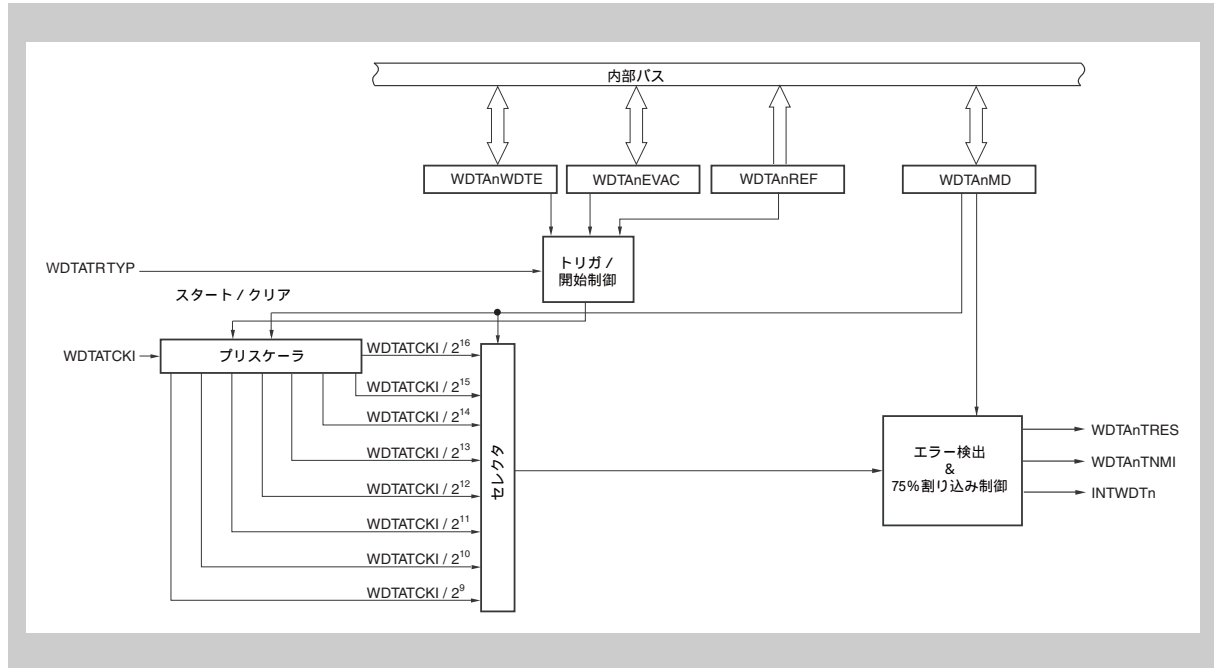 内部バス
WDTAnWDTE
WDTAnEVAC
WDTAnREF
WDTAnMD
WDTATRTYP
トリガ /
開始制御
スタート / クリア
WDTATCKI
プリスケーラ
WDTATCKI / 2¹⁶
WDTATCKI / 2¹⁵
WDTATCKI / 2¹⁴
WDTATCKI / 2¹³
WDTATCKI / 2¹²
WDTATCKI / 2¹¹
WDTATCKI / 2¹⁰
WDTATCKI / 2⁹
セレクタ
エラー検出
&
75%割り込み制御
WDTAnTRES
WDTAnTNMI
INTWDTn